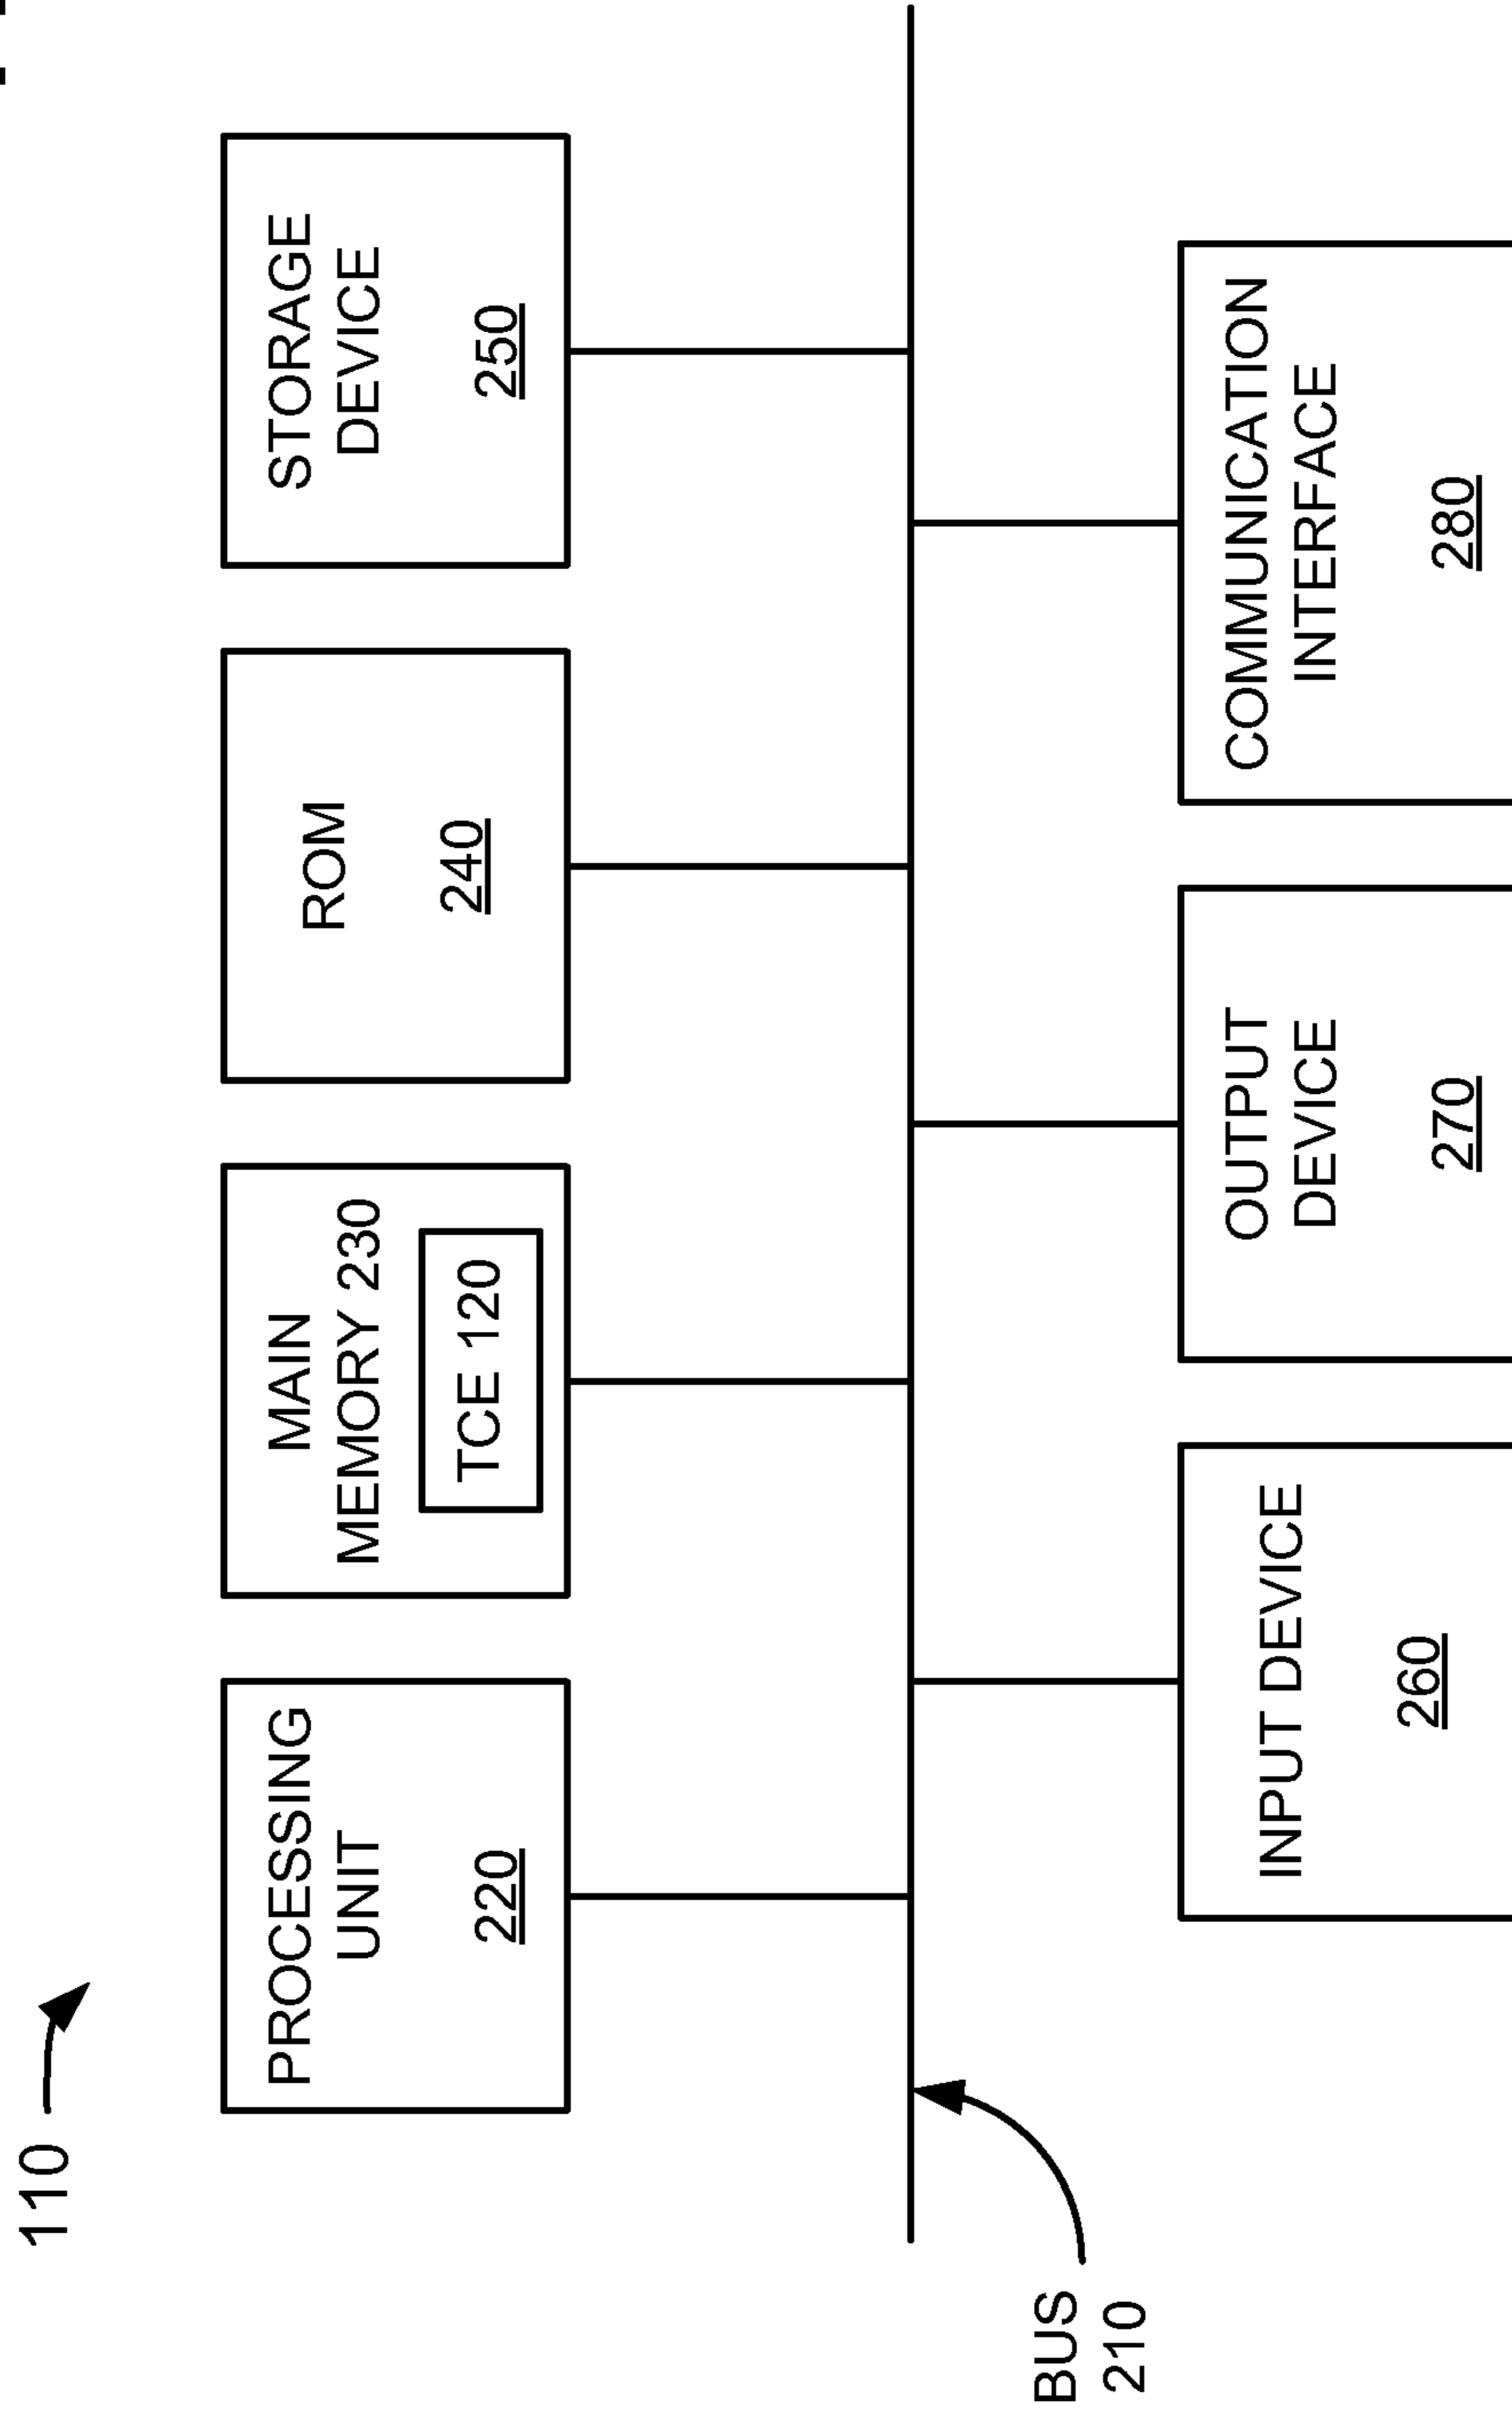 110
PROCESSING
UNIT
220
MAIN
MEMORY 230
TCE 120
ROM
240
STORAGE
DEVICE
250
BUS
210
INPUT DEVICE
260
OUTPUT
DEVICE
270
COMMUNICATION
INTERFACE
280